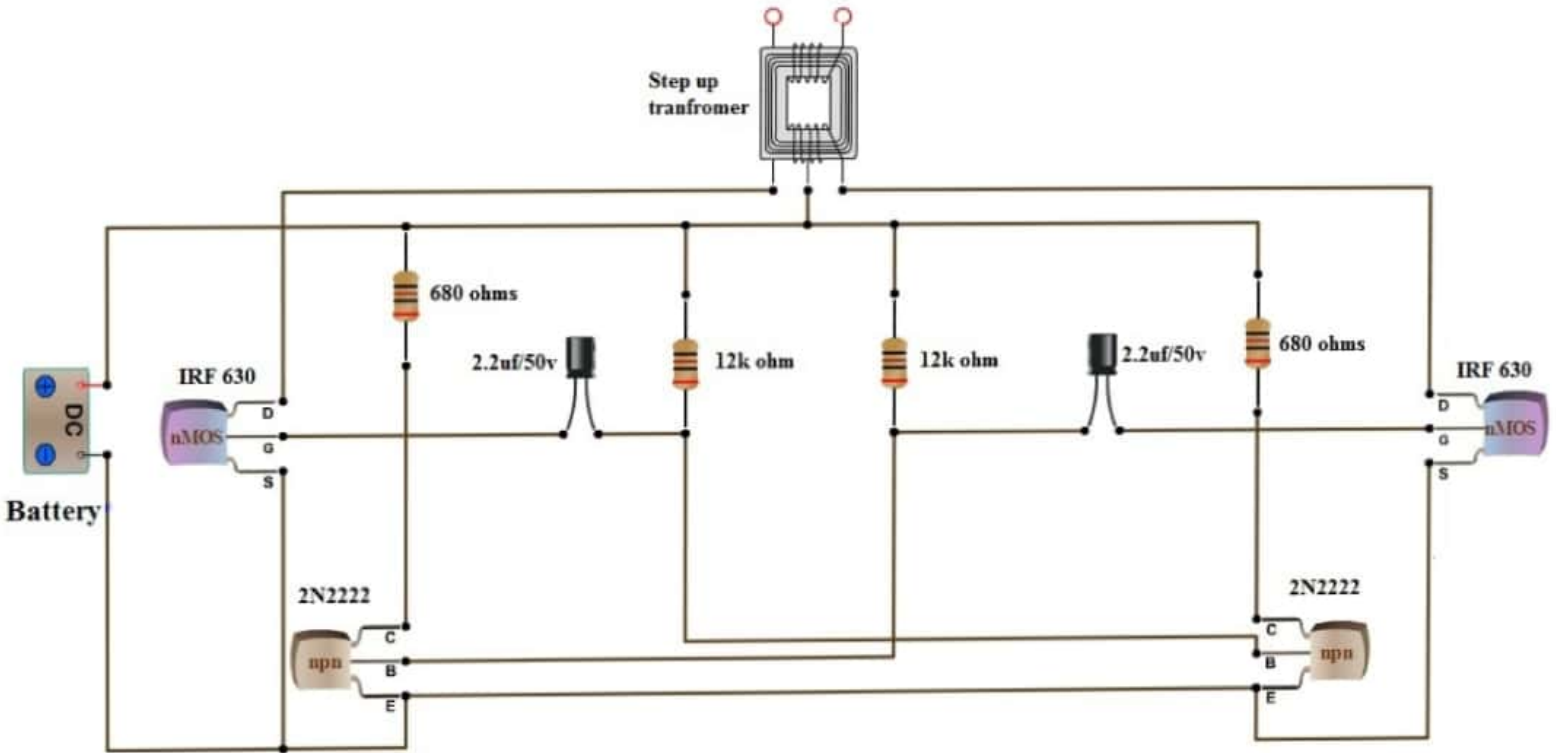 Step up
tranfromer
680 ohms
2.2uf/50v
12k ohm
12k ohm
2.2uf/50v
680 ohms
IRF 630
nMOS
D
G
S
IRF 630
nMOS
D
G
S
DC
Battery
2N2222
npn
C
B
E
2N2222
npn
C
B
E